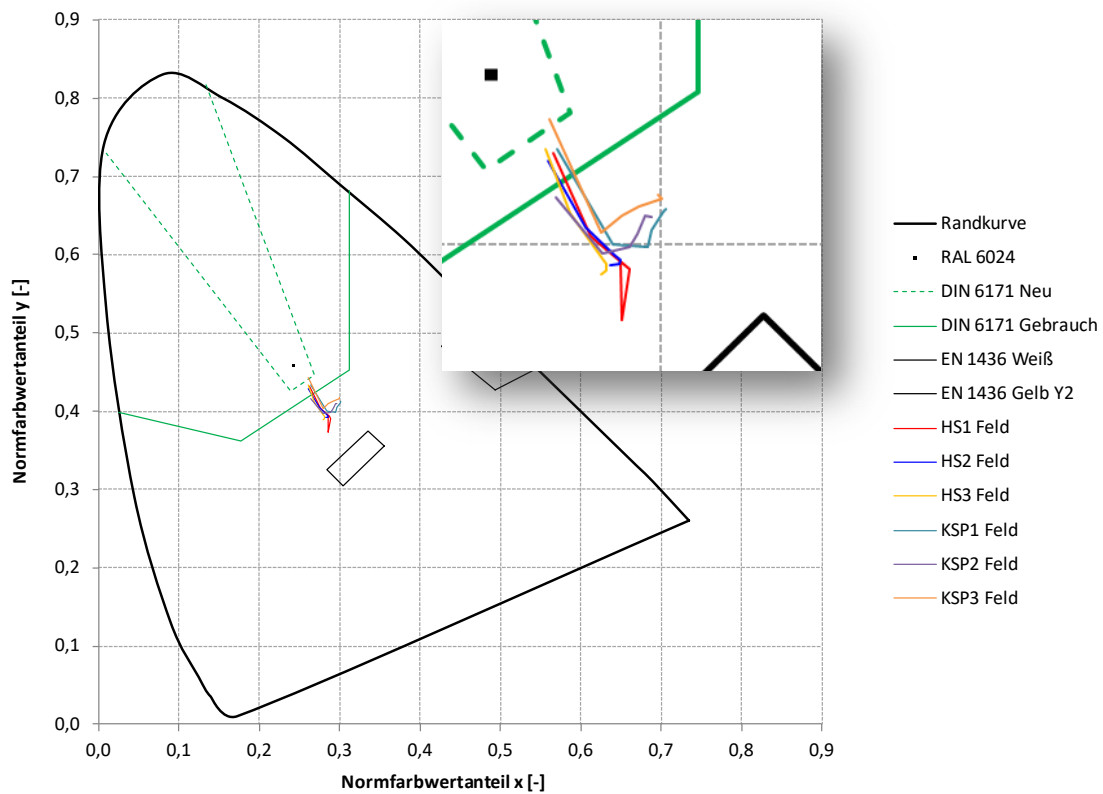 0,9
0,8
0,7
0,6
0,5
0,4
0,3
0,2
0,1
0,0
Normfarbwertanteil y [-]
0,0 0,1 0,2 0,3 0,4 0,5 0,6 0,7 0,8 0,9
Normfarbwertanteil x [-]
Randkurve
RAL 6024
DIN 6171 Neu
DIN 6171 Gebrauch
EN 1436 Weiß
EN 1436 Gelb Y2
HS1 Feld
HS2 Feld
HS3 Feld
KSP1 Feld
KSP2 Feld
KSP3 Feld